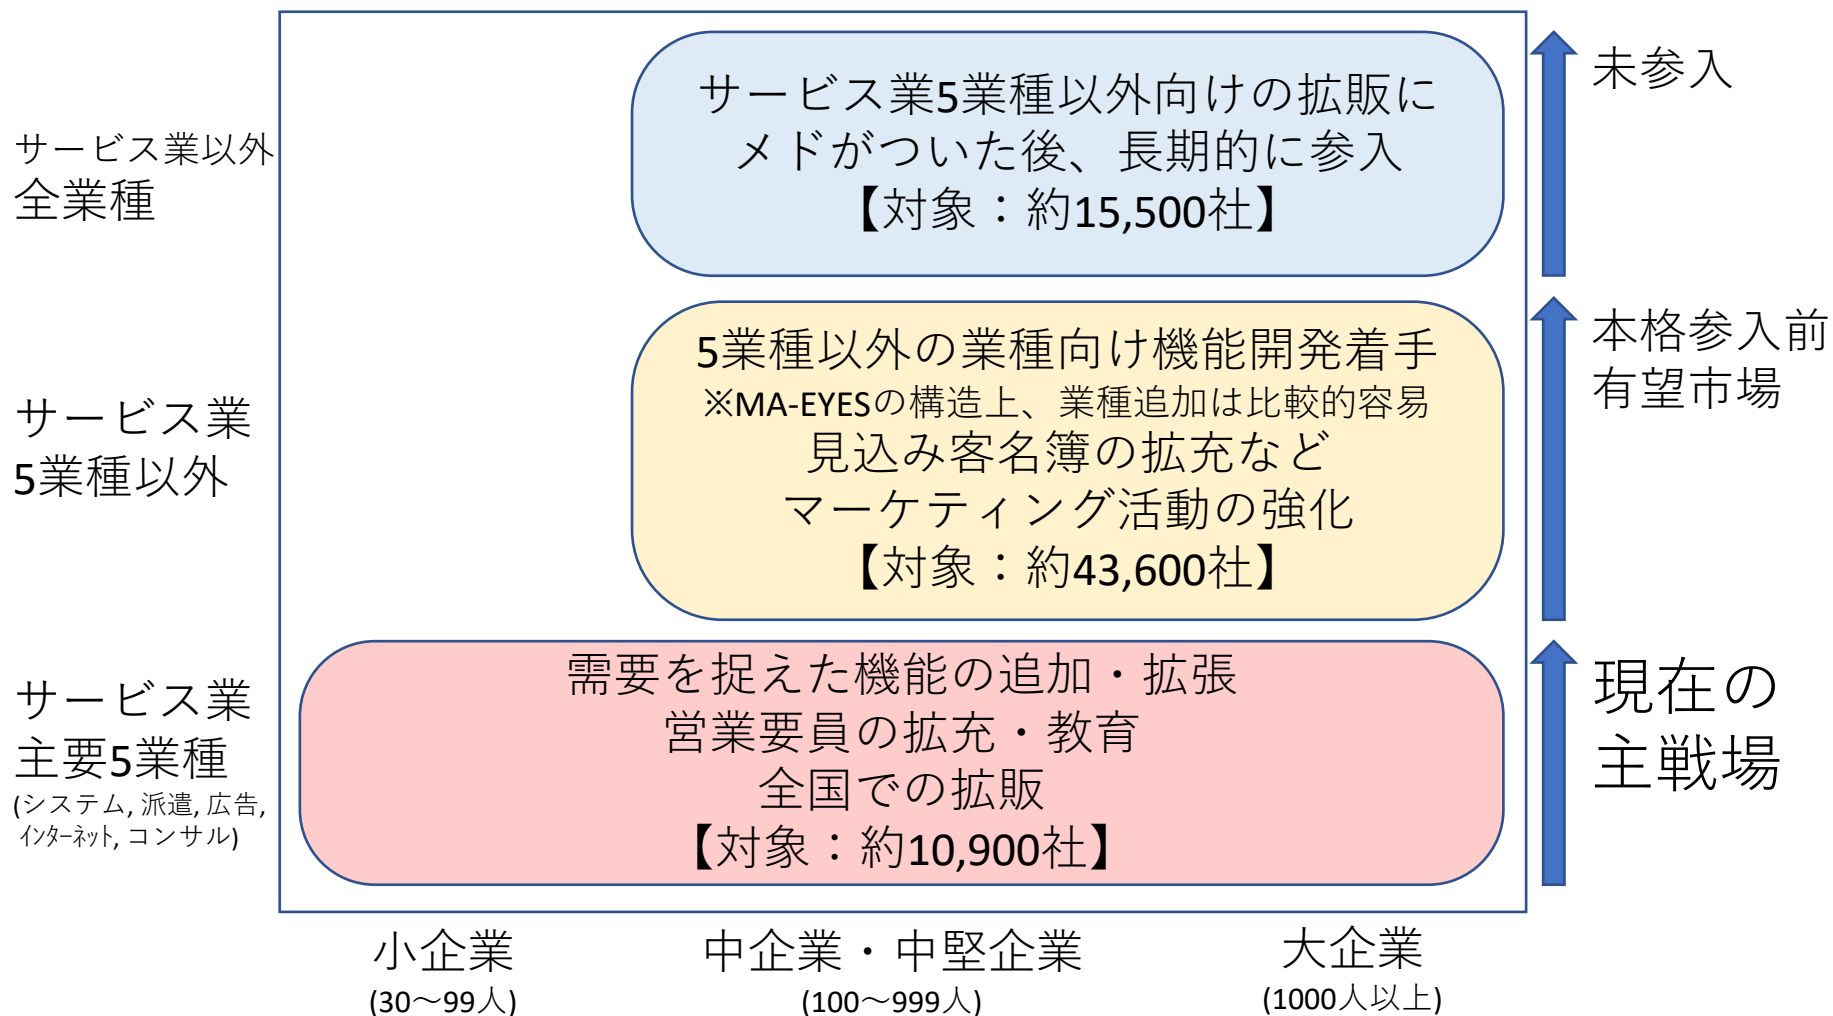 サービス業5業種以外向けの拡販に
メドがついた後、長期的に参入
【対象：約15,500社】
未参入
サービス業以外
全業種
5業種以外の業種向け機能開発着手
※MA-EYESの構造上、業種追加は比較的容易
見込み客名簿の拡充など
マーケティング活動の強化
【対象：約43,600社】
本格参入前
有望市場
サービス業
5業種以外
需要を捉えた機能の追加・拡張
営業要員の拡充・教育
全国での拡販
【対象：約10,900社】
現在の
主戦場
サービス業
主要5業種
(システム, 派遣, 広告,
ｲﾝﾀｰﾈｯﾄ, コンサル)
小企業
(30～99人)
中企業・中堅企業
(100～999人)
大企業
(1000人以上)